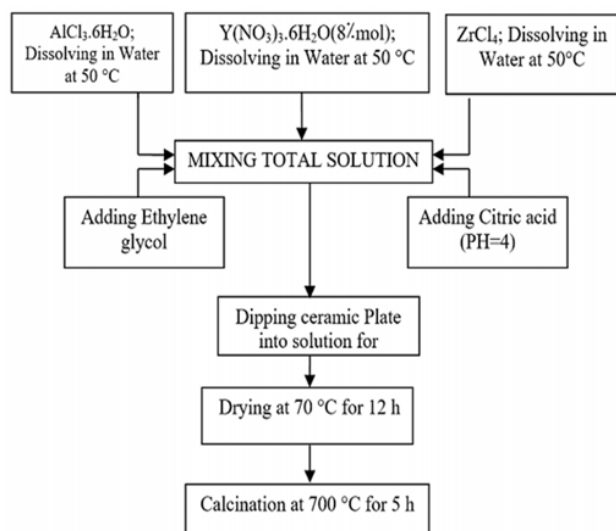 AlCl₃.6H₂O;
Dissolving in Water
at 50 °C
Y(NO₃)₃.6H₂O(8٪mol);
Dissolving in Water at 50 °C
ZrCl₄; Dissolving in
Water at 50°C
MIXING TOTAL SOLUTION
Adding Ethylene
glycol
Adding Citric acid
(PH=4)
Dipping ceramic Plate
into solution for
Drying at 70 °C for 12 h
Calcination at 700 °C for 5 h